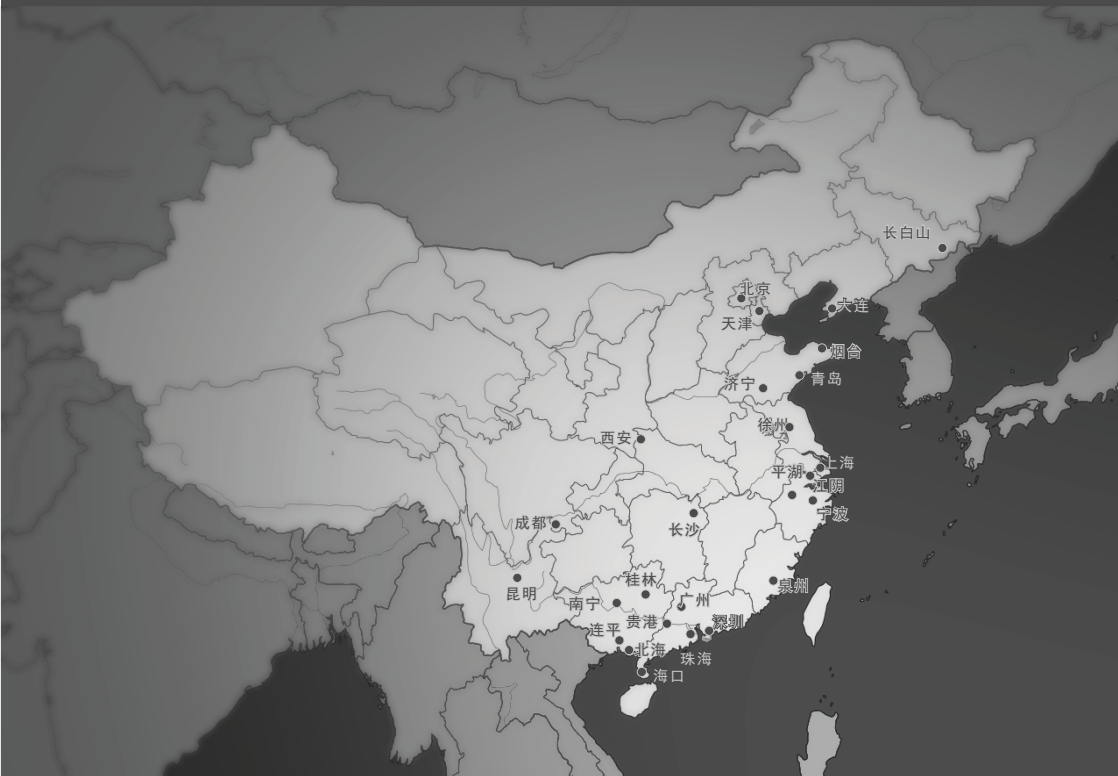 长白山
北京
大连
天津
烟台
青岛
济宁
徐州
西安
上海
平湖
江阴
宁波
成都
长沙
桂林
泉州
昆明
南宁
广州
贵港
深圳
连平
北海
珠海
海口